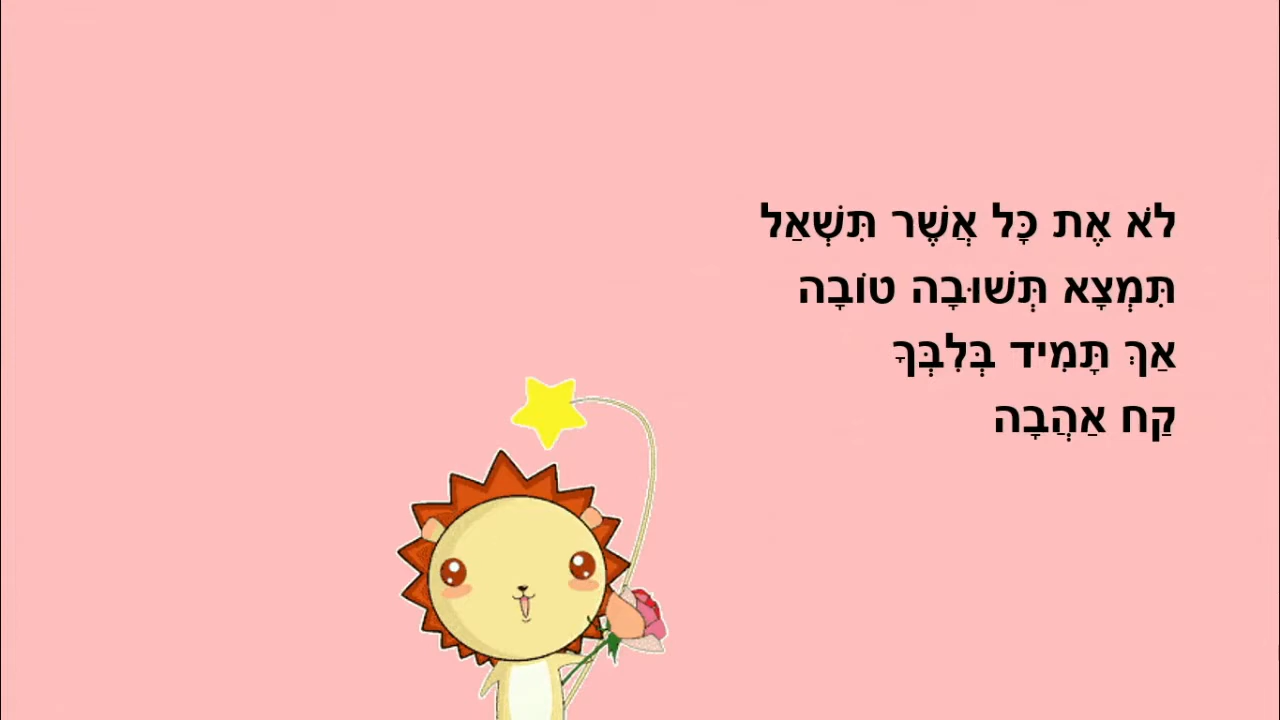 לֹא אֶת כָּל אֲשֶׁר תִּשְׁאַל
תִּמְצָא תְּשׁוּבָה טוֹבָה
אַךְ תָּמִיד בְּלִבְּךָ
קַח אַהֲבָה